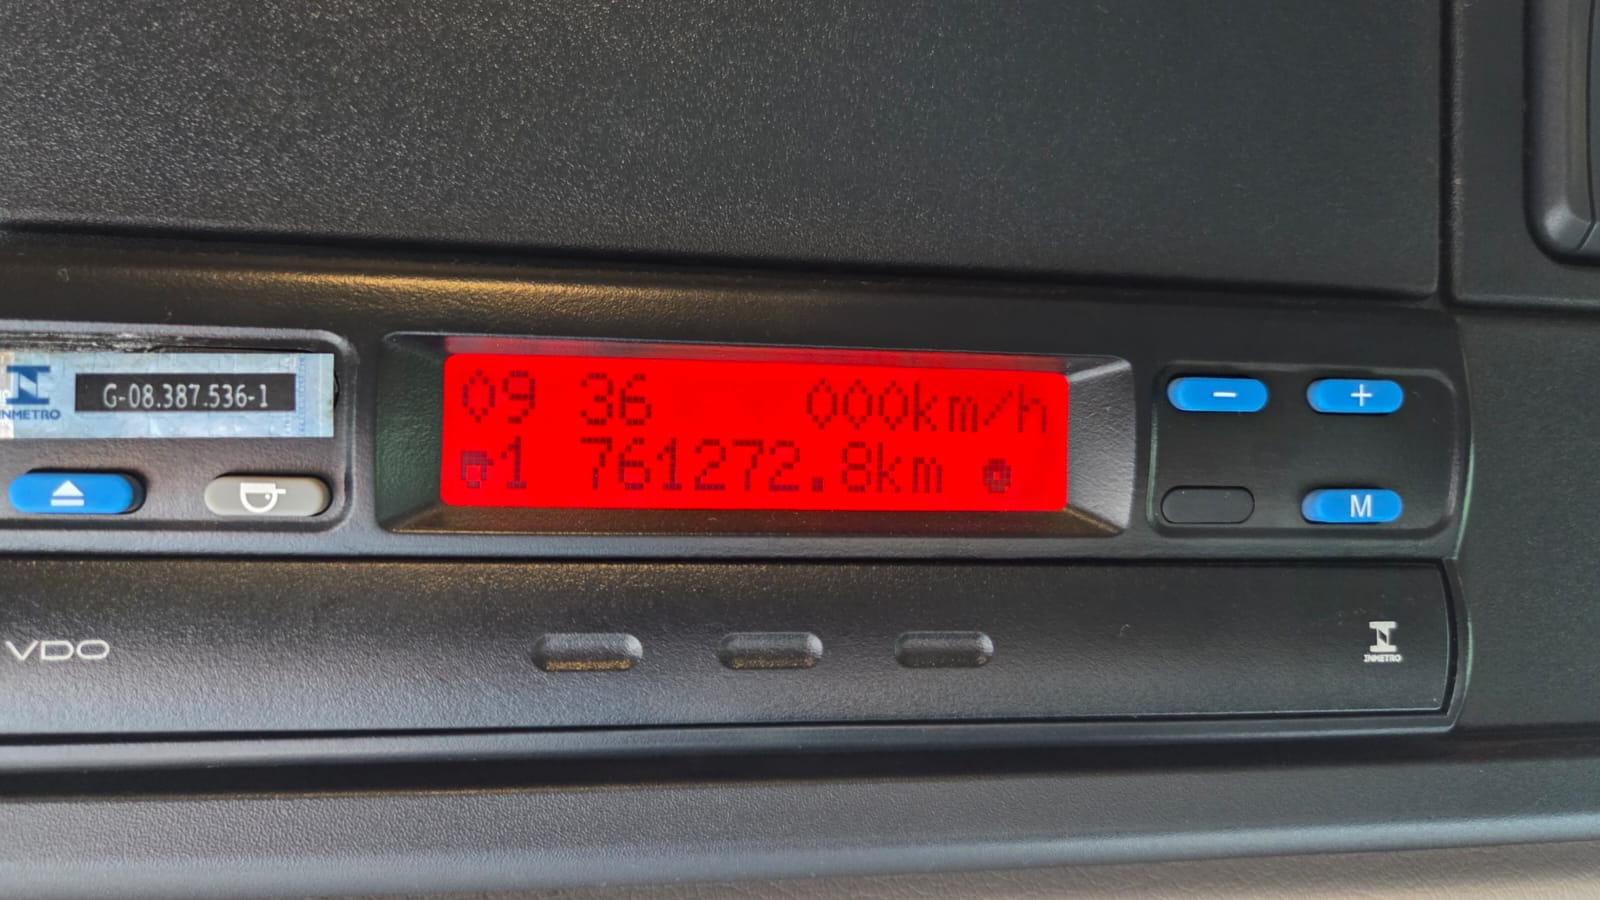 INMETRO
G-08.387.536-1
09 36 000km/h
1 761272.8km
- +
M
VDO
INMETRO